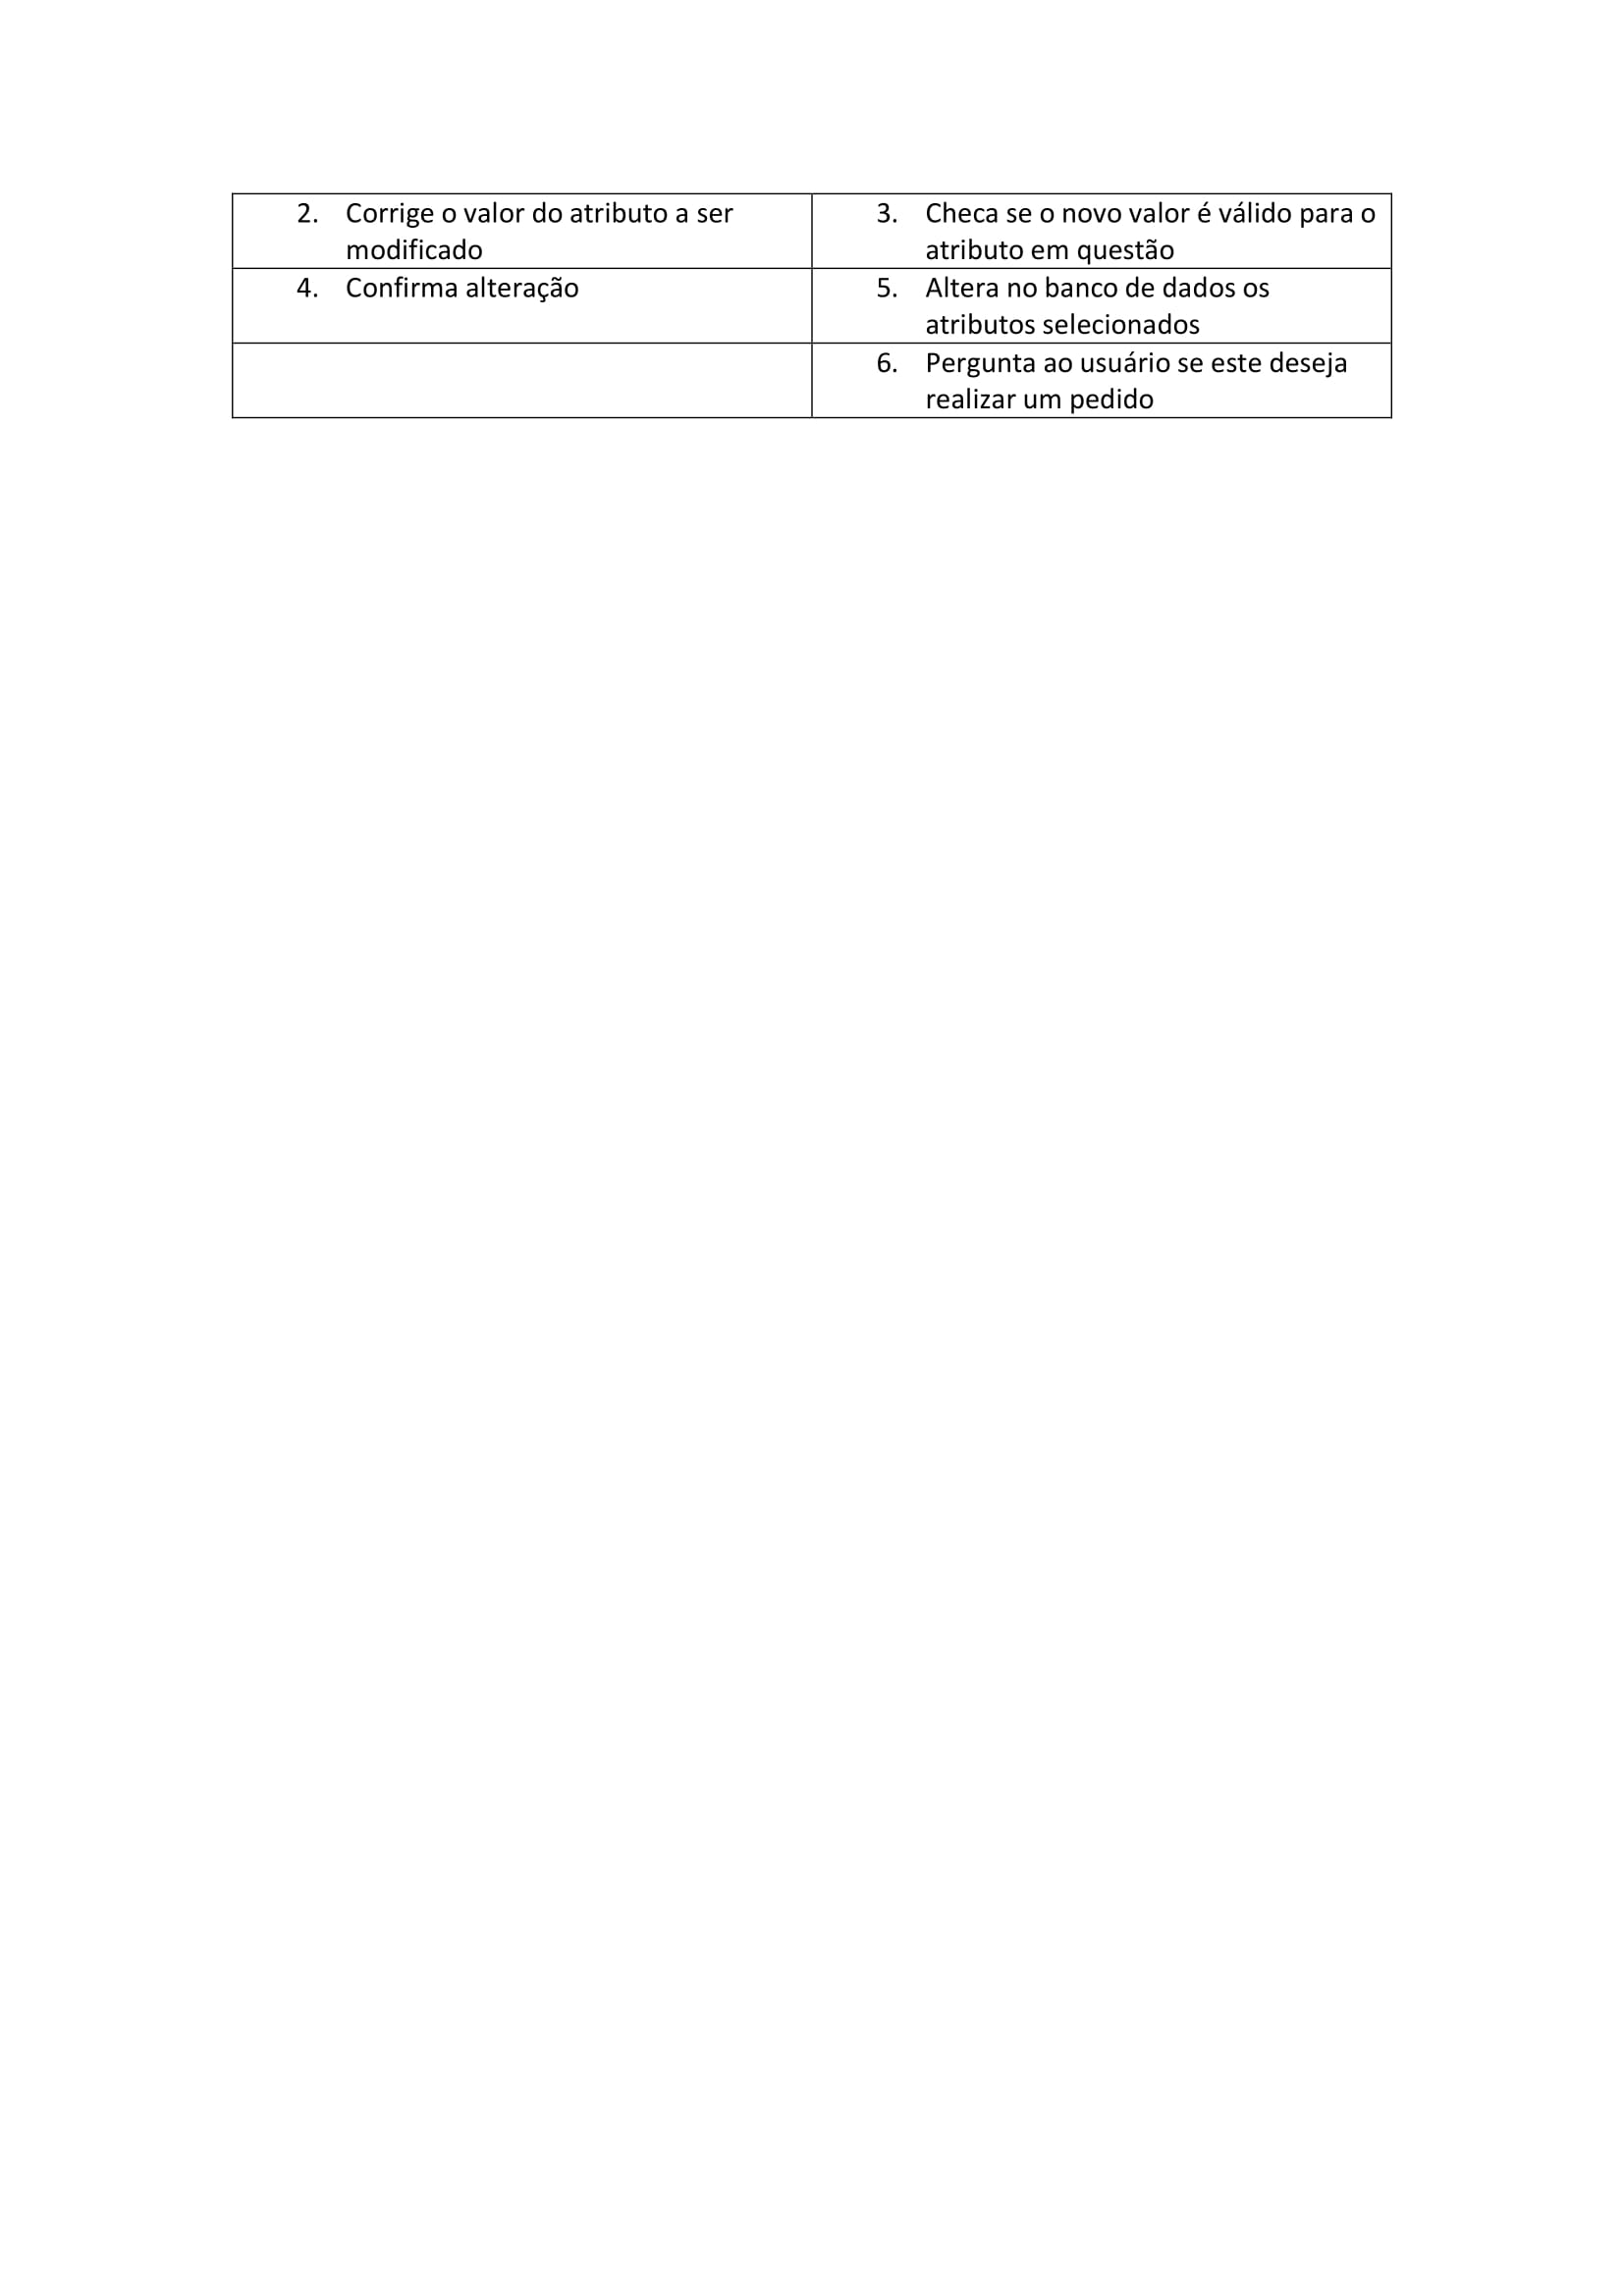 2. Corrige o valor do atributo a ser
modificado
3. Checa se o novo valor é válido para o
atributo em questão
4. Confirma alteração
5. Altera no banco de dados os
atributos selecionados
6. Pergunta ao usuário se este deseja
realizar um pedido